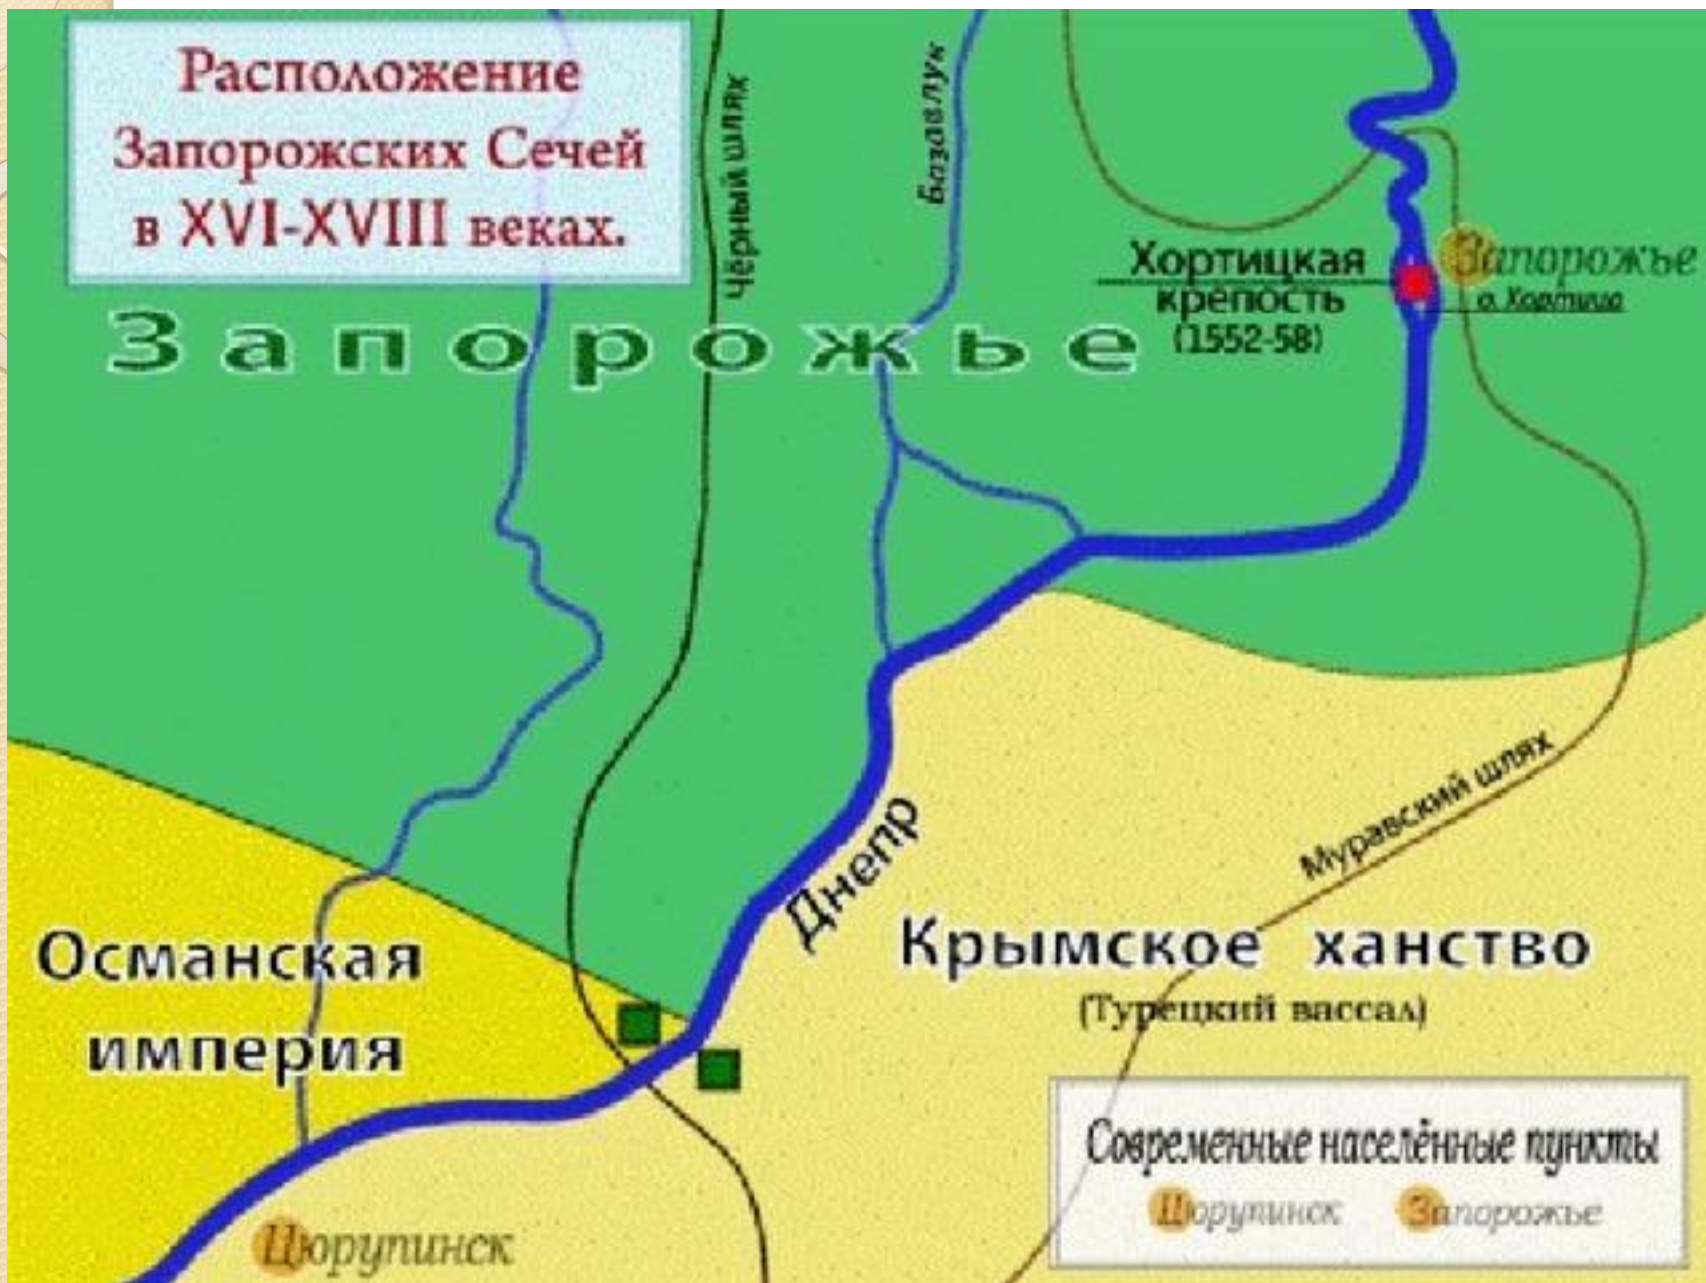 Расположение
Запорожских Сечей
в XVI-XVIII веках.
Чёрный шлях
Базавлук
Хортицкая
крепость
(1552-58)
Запорожье
о. Хортица
Запорожье
Днепр
Муравский шлях
Османская
империя
Крымское ханство
(Турецкий вассал)
Цюрупинск
Современные населённые пункты
Цюрупинск Запорожье